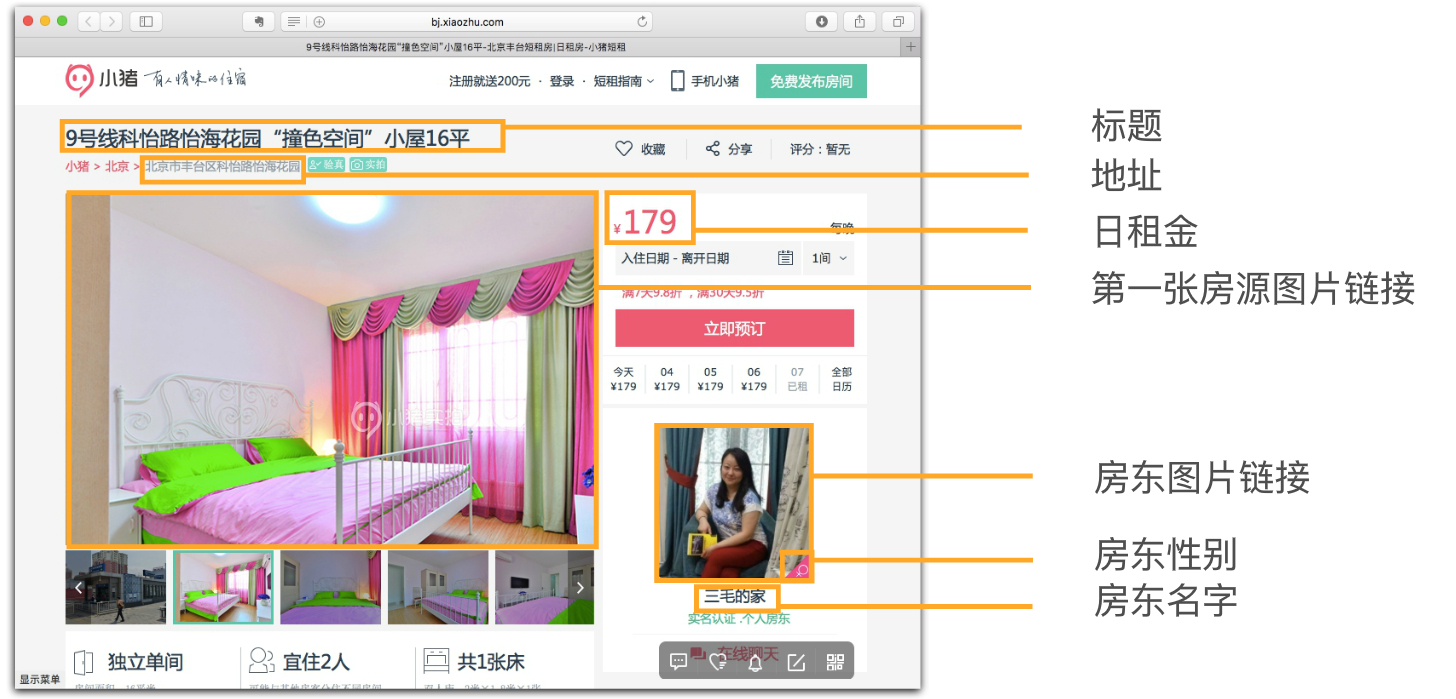 bj.xiaozhu.com
9号线科怡路怡海花园“撞色空间”小屋16平-北京丰台短租房|日租房-小猪短租
小猪 有人情味的住宿
注册就送200元 · 登录 · 短租指南 手机小猪 免费发布房间
9号线科怡路怡海花园“撞色空间”小屋16平
收藏 分享 评分：暂无
小猪 > 北京 > 北京市丰台区科怡路怡海花园 验真 实拍
¥179 每晚
入住日期 - 离开日期 1间
满7天9.8折 ，满30天9.5折
立即预订
今天 04 05 06 07 全部
¥179 ¥179 ¥179 ¥179 已租 日历
三毛的家
实名认证 .个人房东
在线聊天
独立单间 宜住2人 共1张床
显示菜单
标题
地址
日租金
第一张房源图片链接
房东图片链接
房东性别
房东名字